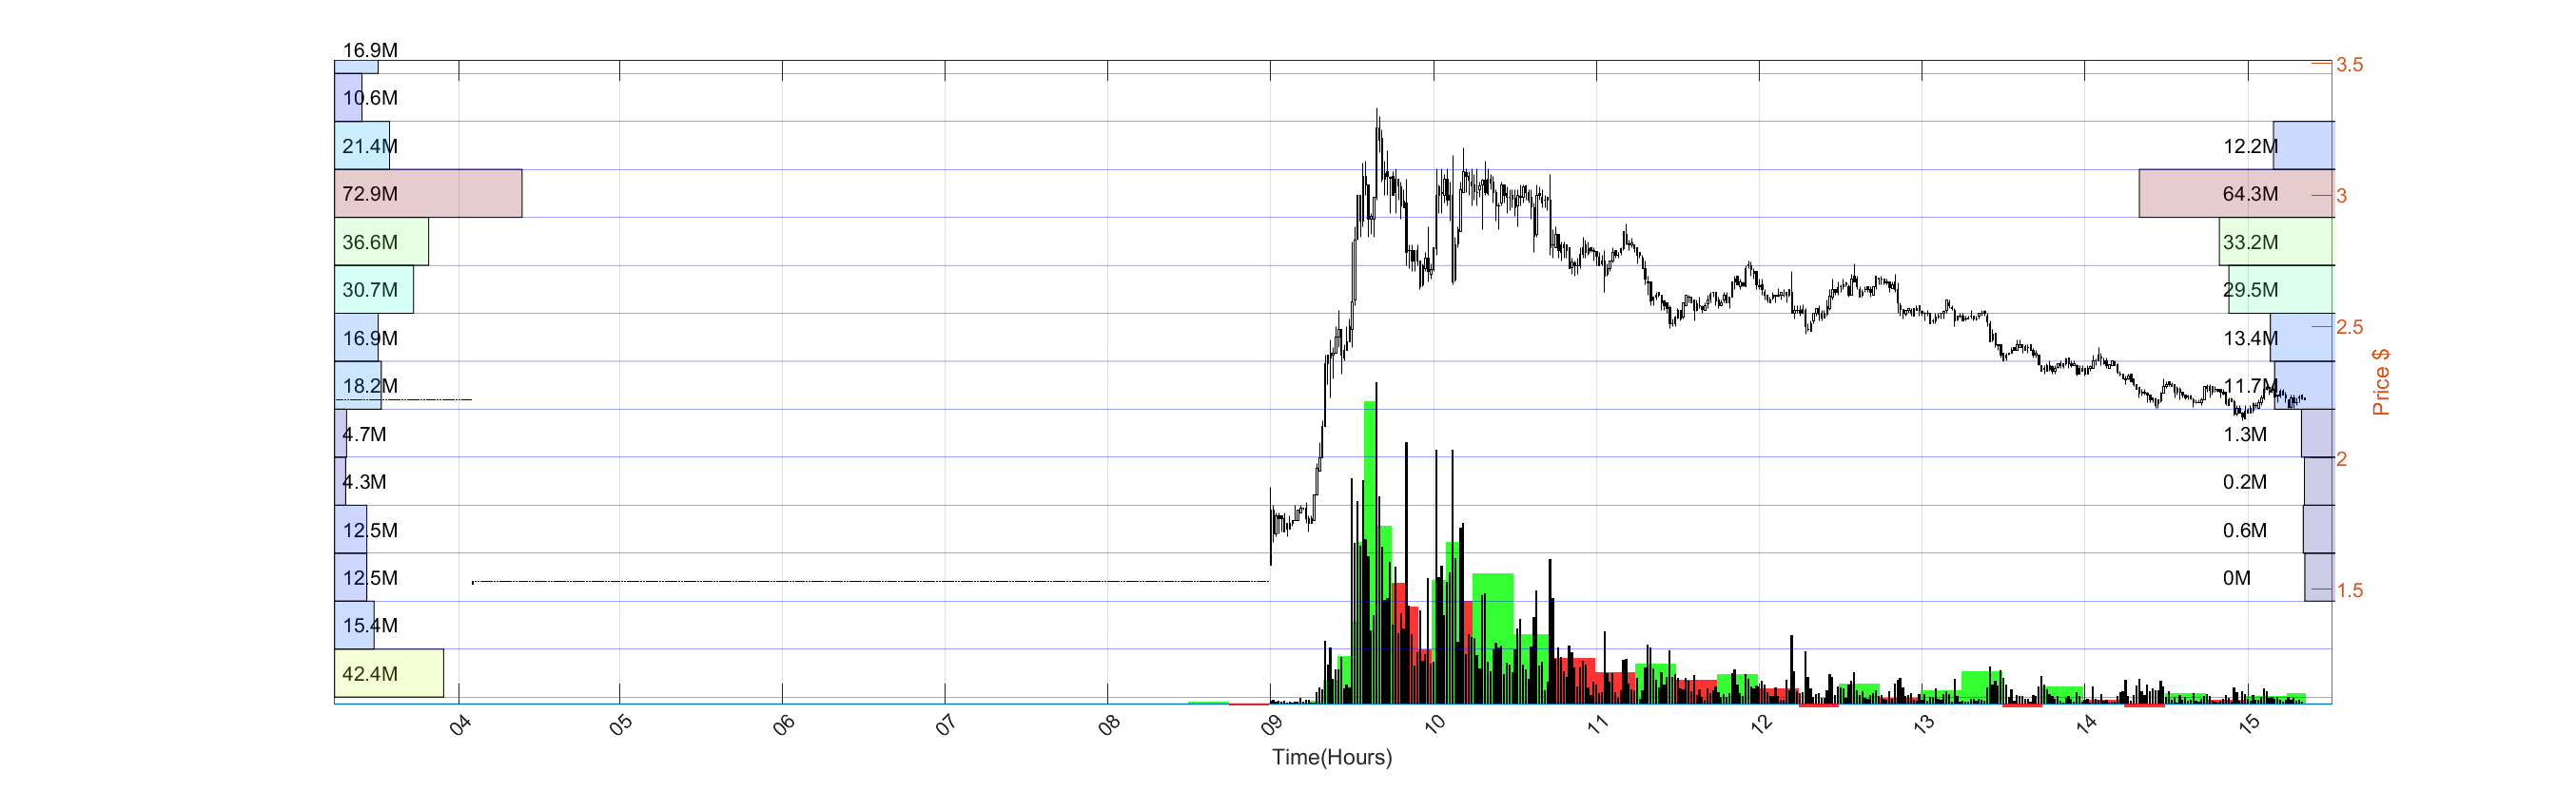 16.9M
3.5
10.6M
21.4M
12.2M
72.9M
64.3M
3
36.6M
33.2M
30.7M
29.5M
16.9M
13.4M
2.5
18.2M
11.7M
Price $
4.7M
1.3M
2
4.3M
0.2M
12.5M
0.6M
12.5M
0M
1.5
15.4M
42.4M
04 05 06 07 08 09 10 11 12 13 14 15
Time(Hours)